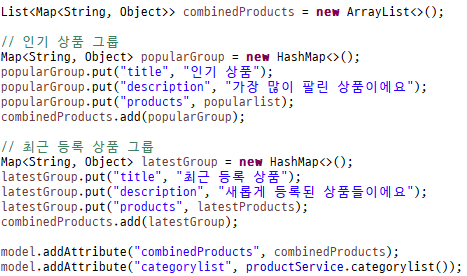 List<Map<String, Object>> combinedProducts = new ArrayList<>();
// 인기 상품 그룹
Map<String, Object> popularGroup = new HashMap<>();
popularGroup.put("title", "인기 상품");
popularGroup.put("description", "가장 많이 팔린 상품이에요");
popularGroup.put("products", popularlist);
combinedProducts.add(popularGroup);
// 최근 등록 상품 그룹
Map<String, Object> latestGroup = new HashMap<>();
latestGroup.put("title", "최근 등록 상품");
latestGroup.put("description", "새롭게 등록된 상품들이에요");
latestGroup.put("products", latestProducts);
combinedProducts.add(latestGroup);
model.addAttribute("combinedProducts", combinedProducts);
model.addAttribute("categorylist", productService.categorylist());